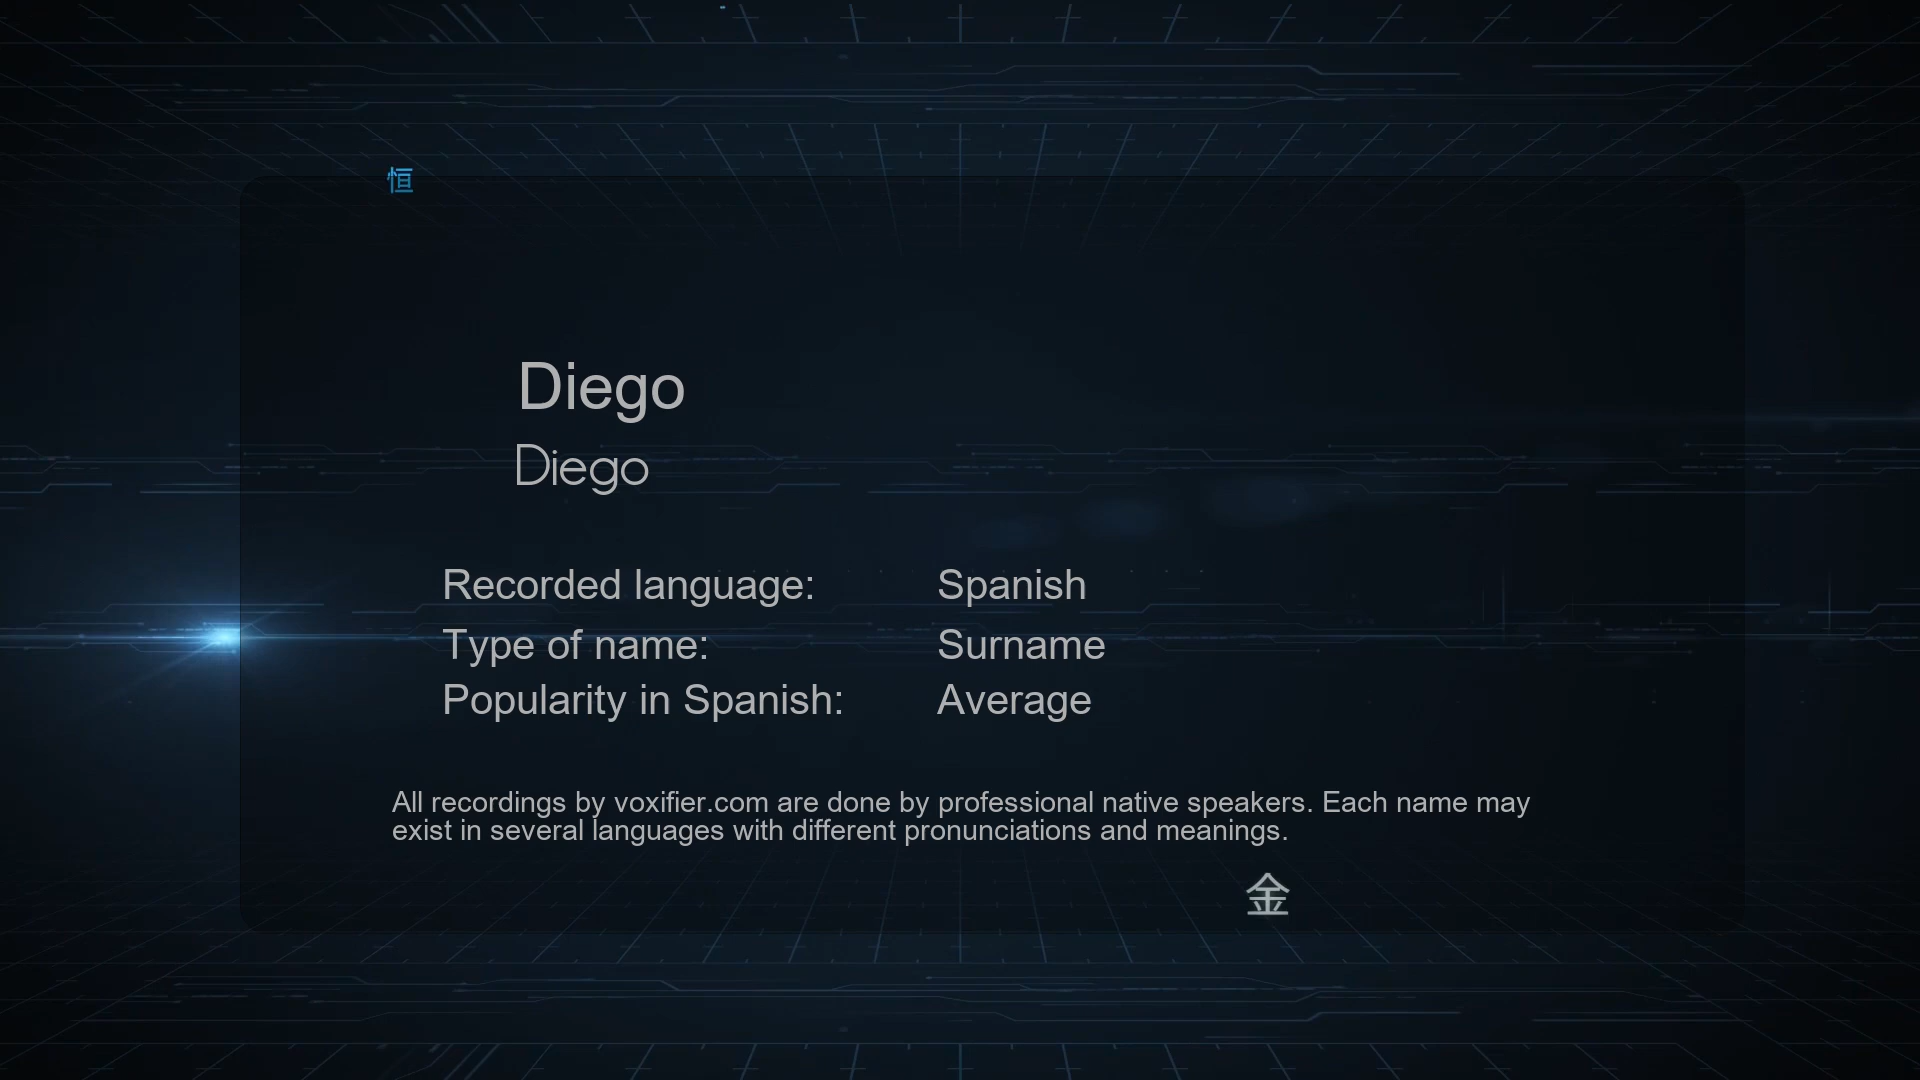 恒
Diego
Diego
Recorded language: Spanish
Type of name: Surname
Popularity in Spanish: Average
All recordings by voxifier.com are done by professional native speakers. Each name may
exist in several languages with different pronunciations and meanings.
金